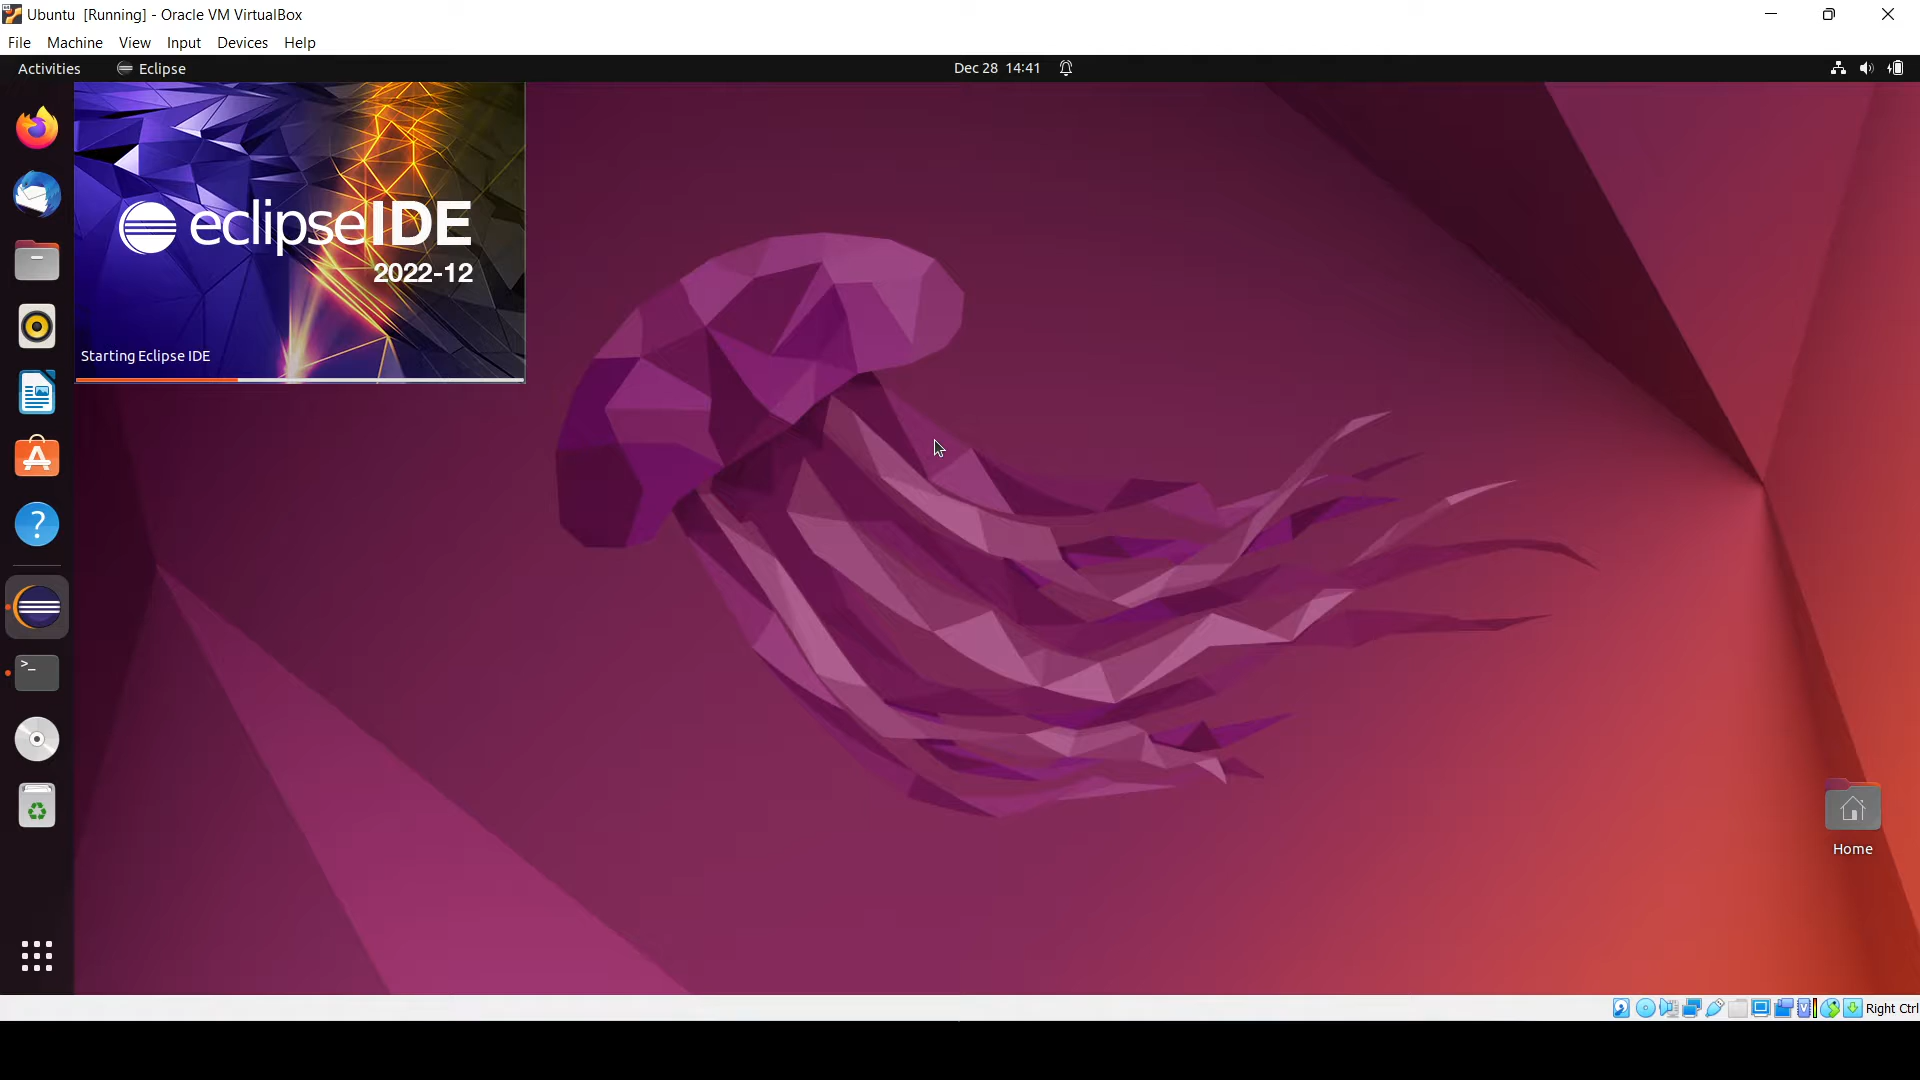 Ubuntu [Running] - Oracle VM VirtualBox
File Machine View Input Devices Help
Activities Eclipse Dec 28 14:41
eclipseIDE
2022-12
Starting Eclipse IDE
Home
Right Ctrl